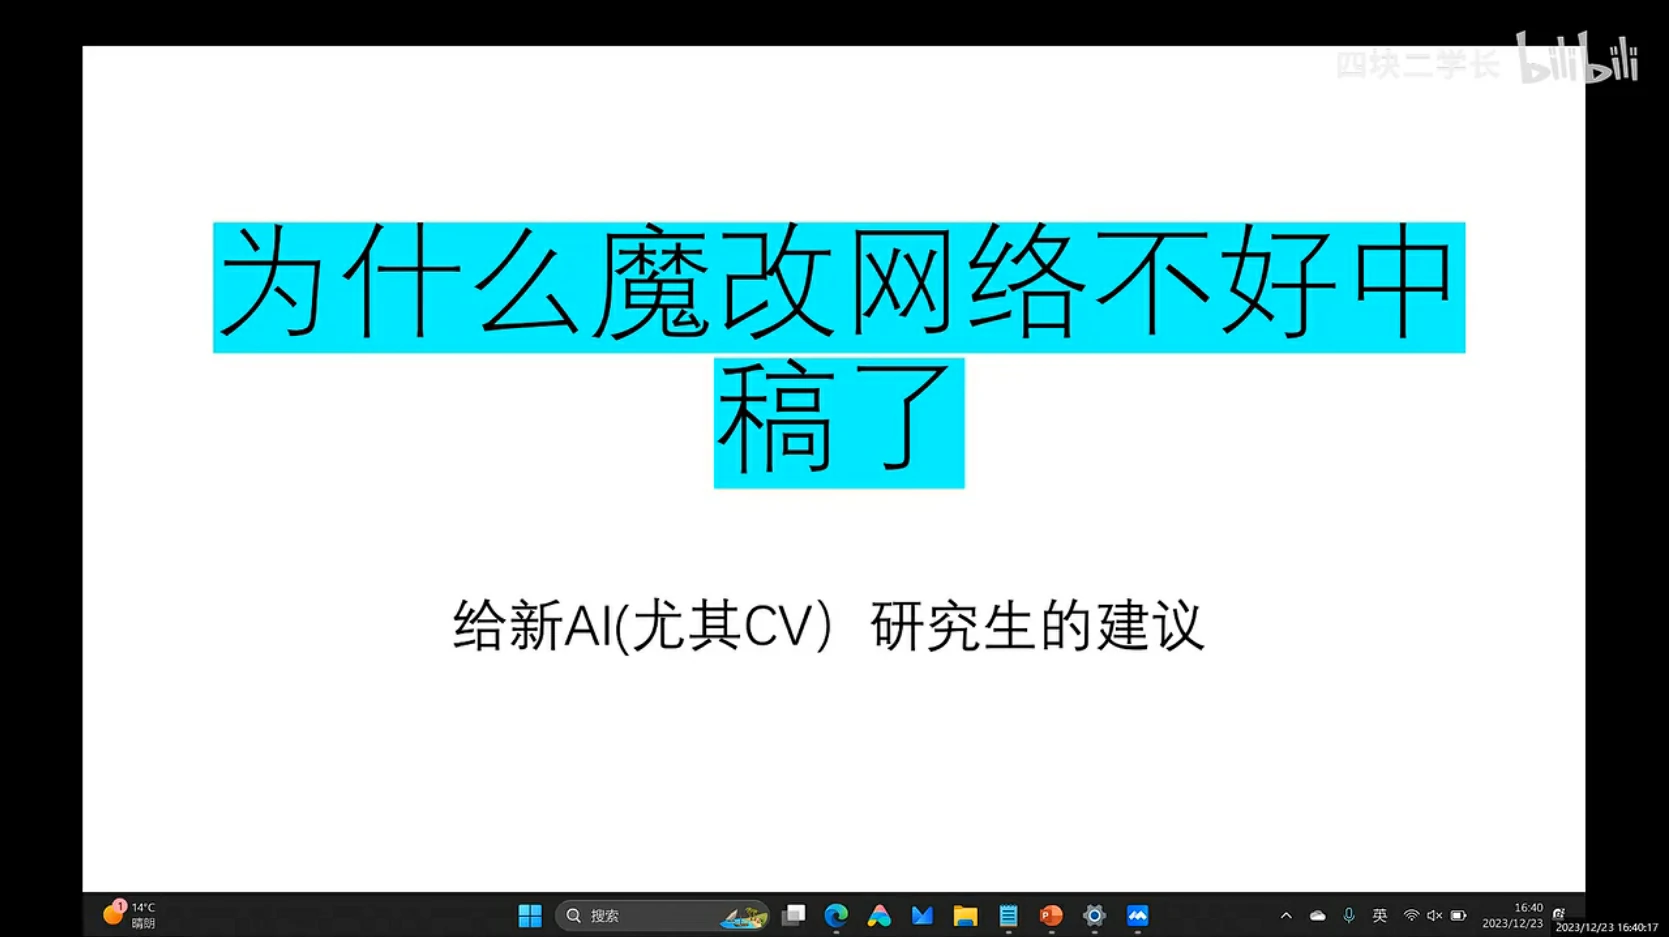 四块二学长 bilibili
为什么魔改网络不好中
稿了
给新AI(尤其CV）研究生的建议
1
14°C
晴朗
搜索
英
16:40
2023/12/23
2023/12/23 16:40:17